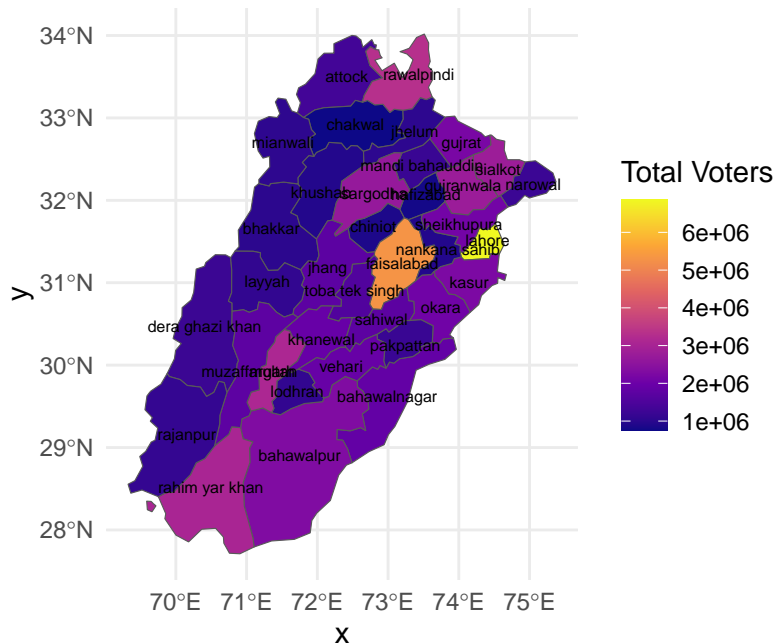 34°N
33°N
32°N
31°N
30°N
29°N
28°N
y
attock
rawalpindi
chakwal
jhelum
mianwali
gujrat
mandi bahauddin
sialkot
khushab
sargodha
hafizabad
gujranwala
narowal
bhakkar
chiniot
sheikhupura
lahore
nankana sahib
faisalabad
jhang
layyah
toba tek singh
kasur
okara
sahiwal
dera ghazi khan
khanewal
pakpattan
vehari
muzaffargarh
multan
lodhran
bahawalnagar
rajanpur
bahawalpur
rahim yar khan
70°E
71°E
72°E
73°E
74°E
75°E
x
Total Voters
6e+06
5e+06
4e+06
3e+06
2e+06
1e+06